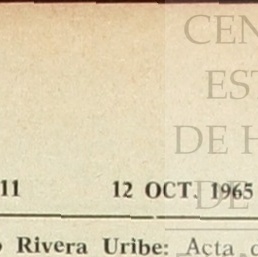 CEN
EST
DE H
11 12 OCT. 1965
DE
o Rivera Uribe: Acta